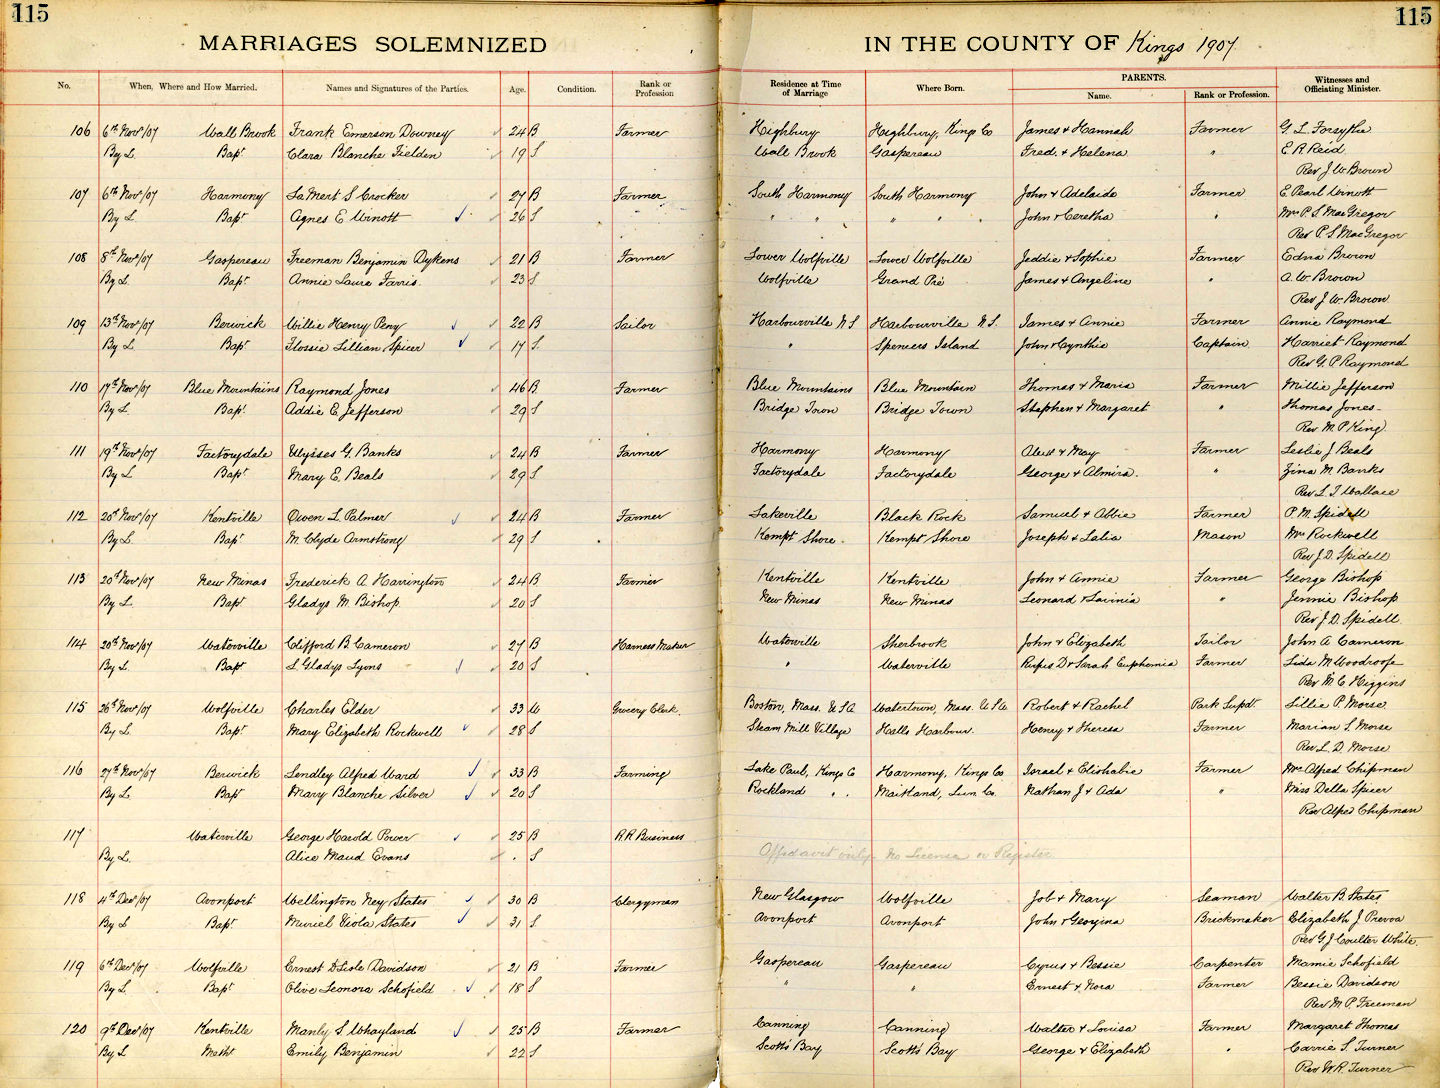 115 115
MARRIAGES SOLEMNIZED IN THE COUNTY OF Kings 1907
No. When, Where and How Married. Names and Signatures of the Parties. Age. Condition. Rank or Profession Residence at Time of Marriage Where Born. PARENTS. Name. Rank or Profession. Witnesses and Officiating Minister.
106 6th Nov/07 Wall Brook Frank Emerson Downey 24 B Farmer Highbury Highbury, Kings Co James & Hannah Farmer G. L. Forsythe
By L. Bapt Clara Blanche Fielden 19 S Wall Brook Gaspereau Fred. & Helena " E. R Reid
Rev J. W. Brown
107 6th Nov/07 Harmony LaMert S Crocker 27 B Farmer South Harmony South Harmony John & Adelaide Farmer E. Pearl Winott
By L. Bapt Agnes E Winott 26 S " " " " John & Ceretha " Mrs P. S. MacGregor
Rev P. S. MacGregor
108 8th Nov/07 Gaspereau Freeman Benjamin Dykens 21 B Farmer Lower Wolfville Lower Wolfville Jeddie & Sophie Farmer Edna Brown
By L. Bapt Annie Laura Farris. 23 S Wolfville Grand Pré James & Angeline " A. W. Brown
Rev J. W. Brown
109 13th Nov/07 Berwick Willie Henry Peny 22 B Sailor Harbourville N S Harbourville N. S. James & Annie Farmer Annie Raymond
By L. Bapt Flossie Lillian Spicer 17 S. " Spencers Island John & Cynthie Captain Harriet Raymond
Rev G. P. Raymond
110 17th Nov/07 Blue Mountains Raymond Jones 46 B Farmer Blue Mountains Blue Mountain Thomas & Maria Farmer Millie Jefferson
By L. Bapt Addie E. Jefferson 29 S Bridge Town Bridge Town Stephen & Margaret " Thomas Jones
Rev M. P. King
111 19th Nov/07 Factorydale Ulysses G. Banks 24 B Farmer Harmony Harmony & May Farmer Leslie J Beals
By L Bapt Mary E. Beals 29 S Factorydale Factorydale George & Almira. " Zina M. Banks
Rev L. T Wallace
112 20th Nov/07 Kentville Owen L Palmer 24 B Farmer Lakeville Black Rock Samuel & Abbie Farmer P. M. Spidell
By L. Bapt M. Clyde Armstrong 29 S Kempt Shore. Kempt Shore Joseph & Lalia Mason Mrs Rockwell
Rev J. D. Spidell
113 20th Nov/07 New Minas Frederick A Harrington 24 B Farmer Kentville Kentville John & Annie Farmer George Bishop
By L. Bapt Gladys M. Bishop. 20 S New Minas New Minas Leonard & Lavinia " Jennie Bishop
Rev J. D. Spidell
114 20th Nov/07 Waterville Clifford B. Cameron 27 B Harness Maker Waterville Sherbrook John & Elizabeth Tailor John A Cameron
By L. Bapt L Gladys Lyons 20 S " Waterville Rufus D & Sarah Euphemia Farmer Lida M Woodroofe
Rev M C Higgins
115 26th Nov/07 Wolfville Charles Elder 33 W Grocery Clerk. Boston, Mass. U S A Watertown, Mass. U S A Robert & Rachel Park Supdt Lillie P. Morse
By L Bapt Mary Elizabeth Rockwell 28 S Steam Mill Village Halls Harbour. Henry & Theresa Farmer Marian S. Morse
Rev L. D. Morse
116 27th Nov/07 Berwick Lendley Alfred Ward 33 B Farming Lake Paul, Kings Co Harmony, Kings Co Israel & Elishabie Farmer Mrs Alfred Chipman
By L. Bapt Mary Blanche Silver 20 S Rockland " . Maitland, Lun. Co. Nathan J & Ada " Miss Della Spicer
Rev Alfred Chipman
117 Waterville George Harold Power 25 B R R Business
By L. Alice Maud Evans . S Affidavit only no License or Register
118 4th Dec/07 Avonport Wellington Ney States 30 B Clergyman New Glasgow Wolfville Job & Mary Seaman Walter B. States
By L Bapt Muriel Viola States 31 S. Avonport Avonport John & Georgina Brickmaker Elizabeth J Prevoa
Rev G. J. Coulter White
119 6th Dec/07 Wolfville Ernest DLisle Davidson 21 B Farmer Gaspereau Gaspereau Cyrus & Bessie Carpenter Mamie Schofield
By L. Bapt Olive Leonora Schofield 18 S " " Ernest & Nora Farmer Bessie Davidson
Rev M. P. Freeman
120 9th Dec/07 Kentville Manly S. Whayland 25 B Farmer Canning Canning Walter & Louisa Farmer Margaret Thomas
By L Meth Emily Benjamin 22 S Scotts Bay Scotts Bay George & Elizabeth " Carrie S. Turner
Rev W. R. Turner